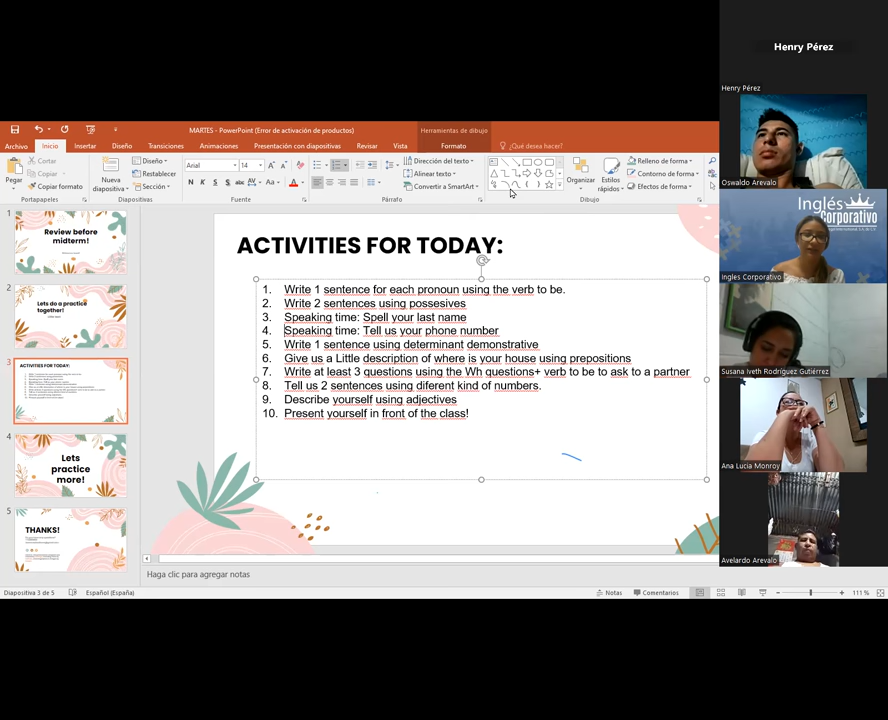 Henry Pérez
Henry Pérez
MARTES - PowerPoint (Error de activación de productos)
Herramientas de dibujo
Archivo
Inicio
Insertar
Diseño
Transiciones
Animaciones
Presentación con diapositivas
Revisar
Vista
Formato
¿Qué desea hacer?
Pegar
Cortar
Copiar
Copiar formato
Portapapeles
Nueva diapositiva
Diseño
Restablecer
Sección
Diapositivas
Arial
14
N K S S AV Aa A
Fuente
Párrafo
Dirección del texto
Alinear texto
Convertir a SmartArt
Organizar
Estilos rápidos
Relleno de forma
Contorno de forma
Efectos de forma
Dibujo
Oswaldo Arevalo
Inglés Corporativo
Ingles Corporativo
Susana Iveth Rodríguez Gutiérrez
Ana Lucia Monroy
Avelardo Arevalo
1
Review before
midterm!
2
Lets do a practice
together!
3
ACTIVITIES FOR TODAY:
4
Lets
practice
more!
5
THANKS!
ACTIVITIES FOR TODAY:
1. Write 1 sentence for each pronoun using the verb to be.
2. Write 2 sentences using possesives
3. Speaking time: Spell your last name
4. Speaking time: Tell us your phone number
5. Write 1 sentence using determinant demonstrative
6. Give us a Little description of where is your house using prepositions
7. Write at least 3 questions using the Wh questions+ verb to be to ask to a partner
8. Tell us 2 sentences using diferent kind of numbers.
9. Describe yourself using adjectives
10. Present yourself in front of the class!
Haga clic para agregar notas
Diapositiva 3 de 5
Español (España)
Notas
Comentarios
111 %